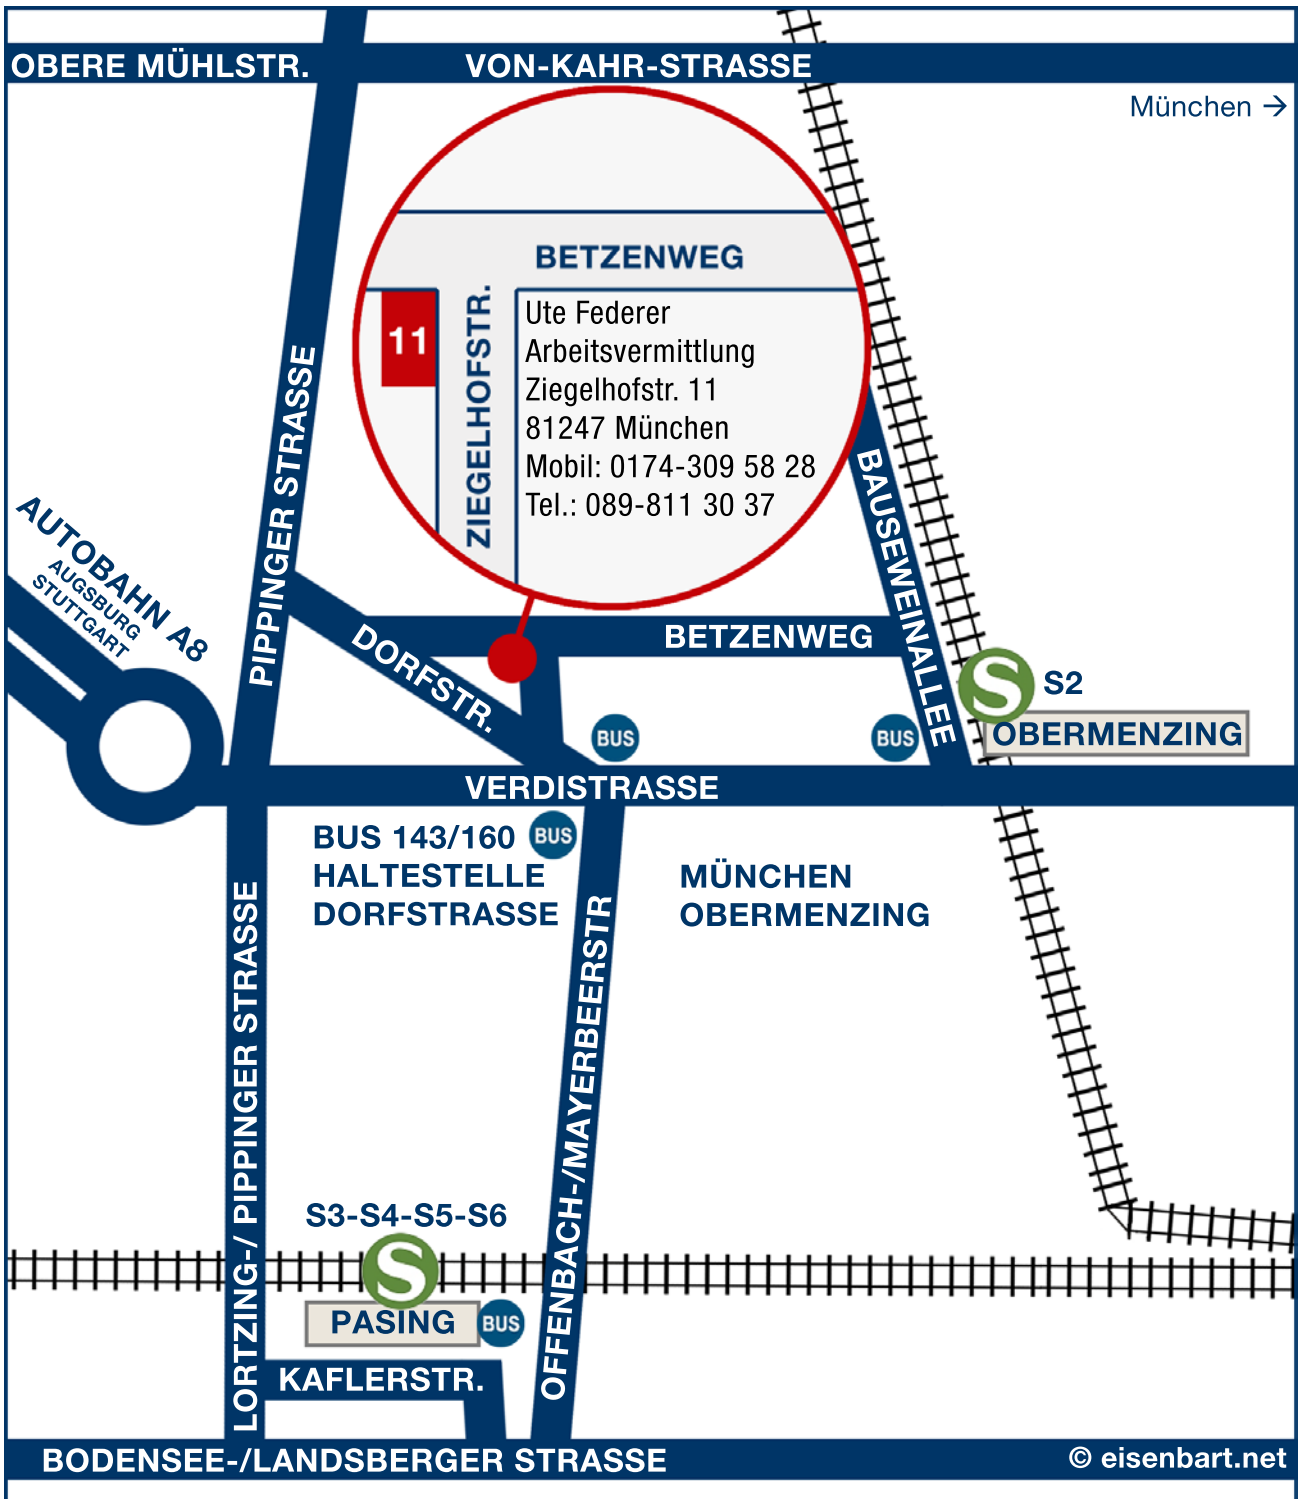 OBERE MÜHLSTR.
VON-KAHR-STRASSE
München →
BETZENWEG
11
ZIEGELHOFSTR.
Ute Federer
Arbeitsvermittlung
Ziegelhofstr. 11
81247 München
Mobil: 0174-309 58 28
Tel.: 089-811 30 37
PIPPINGER STRASSE
BAUSEWEINALLEE
AUTOBAHN A8
AUGSBURG
STUTTGART
DORFSTR.
BETZENWEG
S
S2
OBERMENZING
BUS
BUS
VERDISTRASSE
BUS 143/160
HALTESTELLE
DORFSTRASSE
BUS
MÜNCHEN
OBERMENZING
LORTZING-/ PIPPINGER STRASSE
OFFENBACH-/MAYERBEERSTR
S3-S4-S5-S6
S
PASING
BUS
KAFLERSTR.
BODENSEE-/LANDSBERGER STRASSE
© eisenbart.net